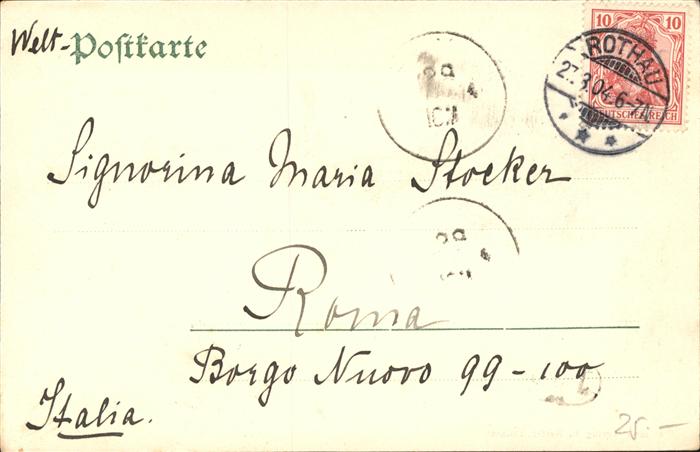 Welt-Postkarte
10 10
DEUTSCHES REICH
ROTHAU
27.3.04. 6-7N.
Signorina Maria Stocker
Roma
Borgo Nuovo 99-100
Italia.
25.-